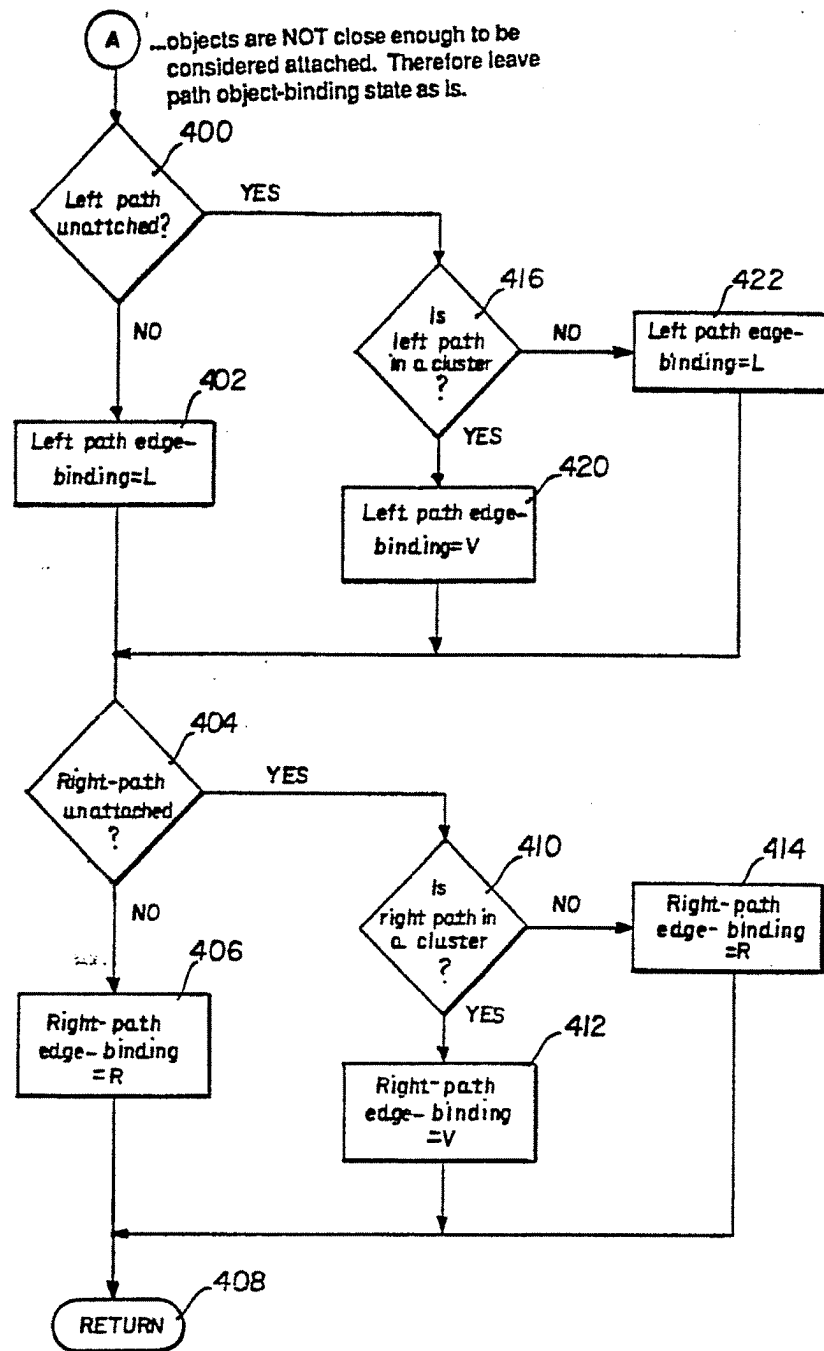 A
...objects are NOT close enough to be
considered attached. Therefore leave
path object-binding state as is.
400
Left path
unattched?
YES
NO
416
Is
left path
in a cluster
?
NO
YES
422
Left path eage-
binding=L
402
Left path edge-
binding=L
420
Left path edge-
binding=V
404
Right-path
unattached
?
YES
NO
410
Is
right path in
a cluster
?
NO
YES
414
Right-path
edge-binding
=R
406
Right-path
edge-binding
=R
412
Right-path
edge-binding
=V
408
RETURN